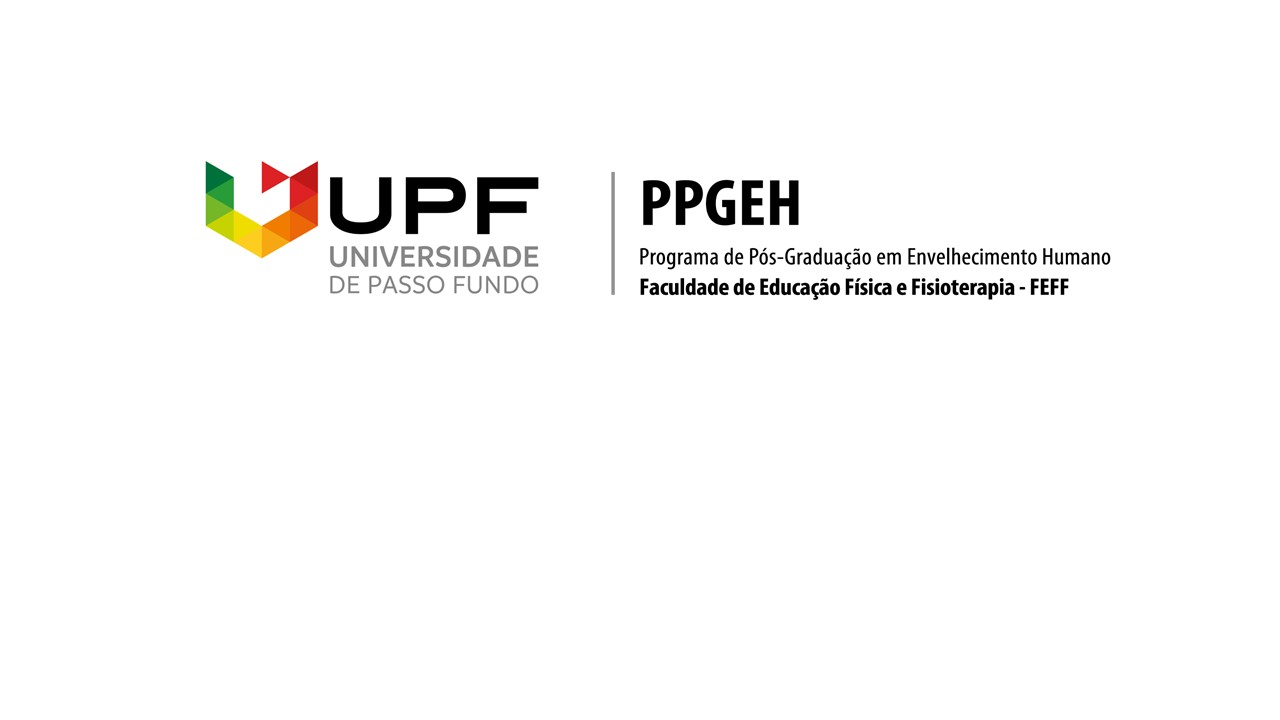 UPF
UNIVERSIDADE
DE PASSO FUNDO
PPGEH
Programa de Pós-Graduação em Envelhecimento Humano
Faculdade de Educação Física e Fisioterapia - FEFF